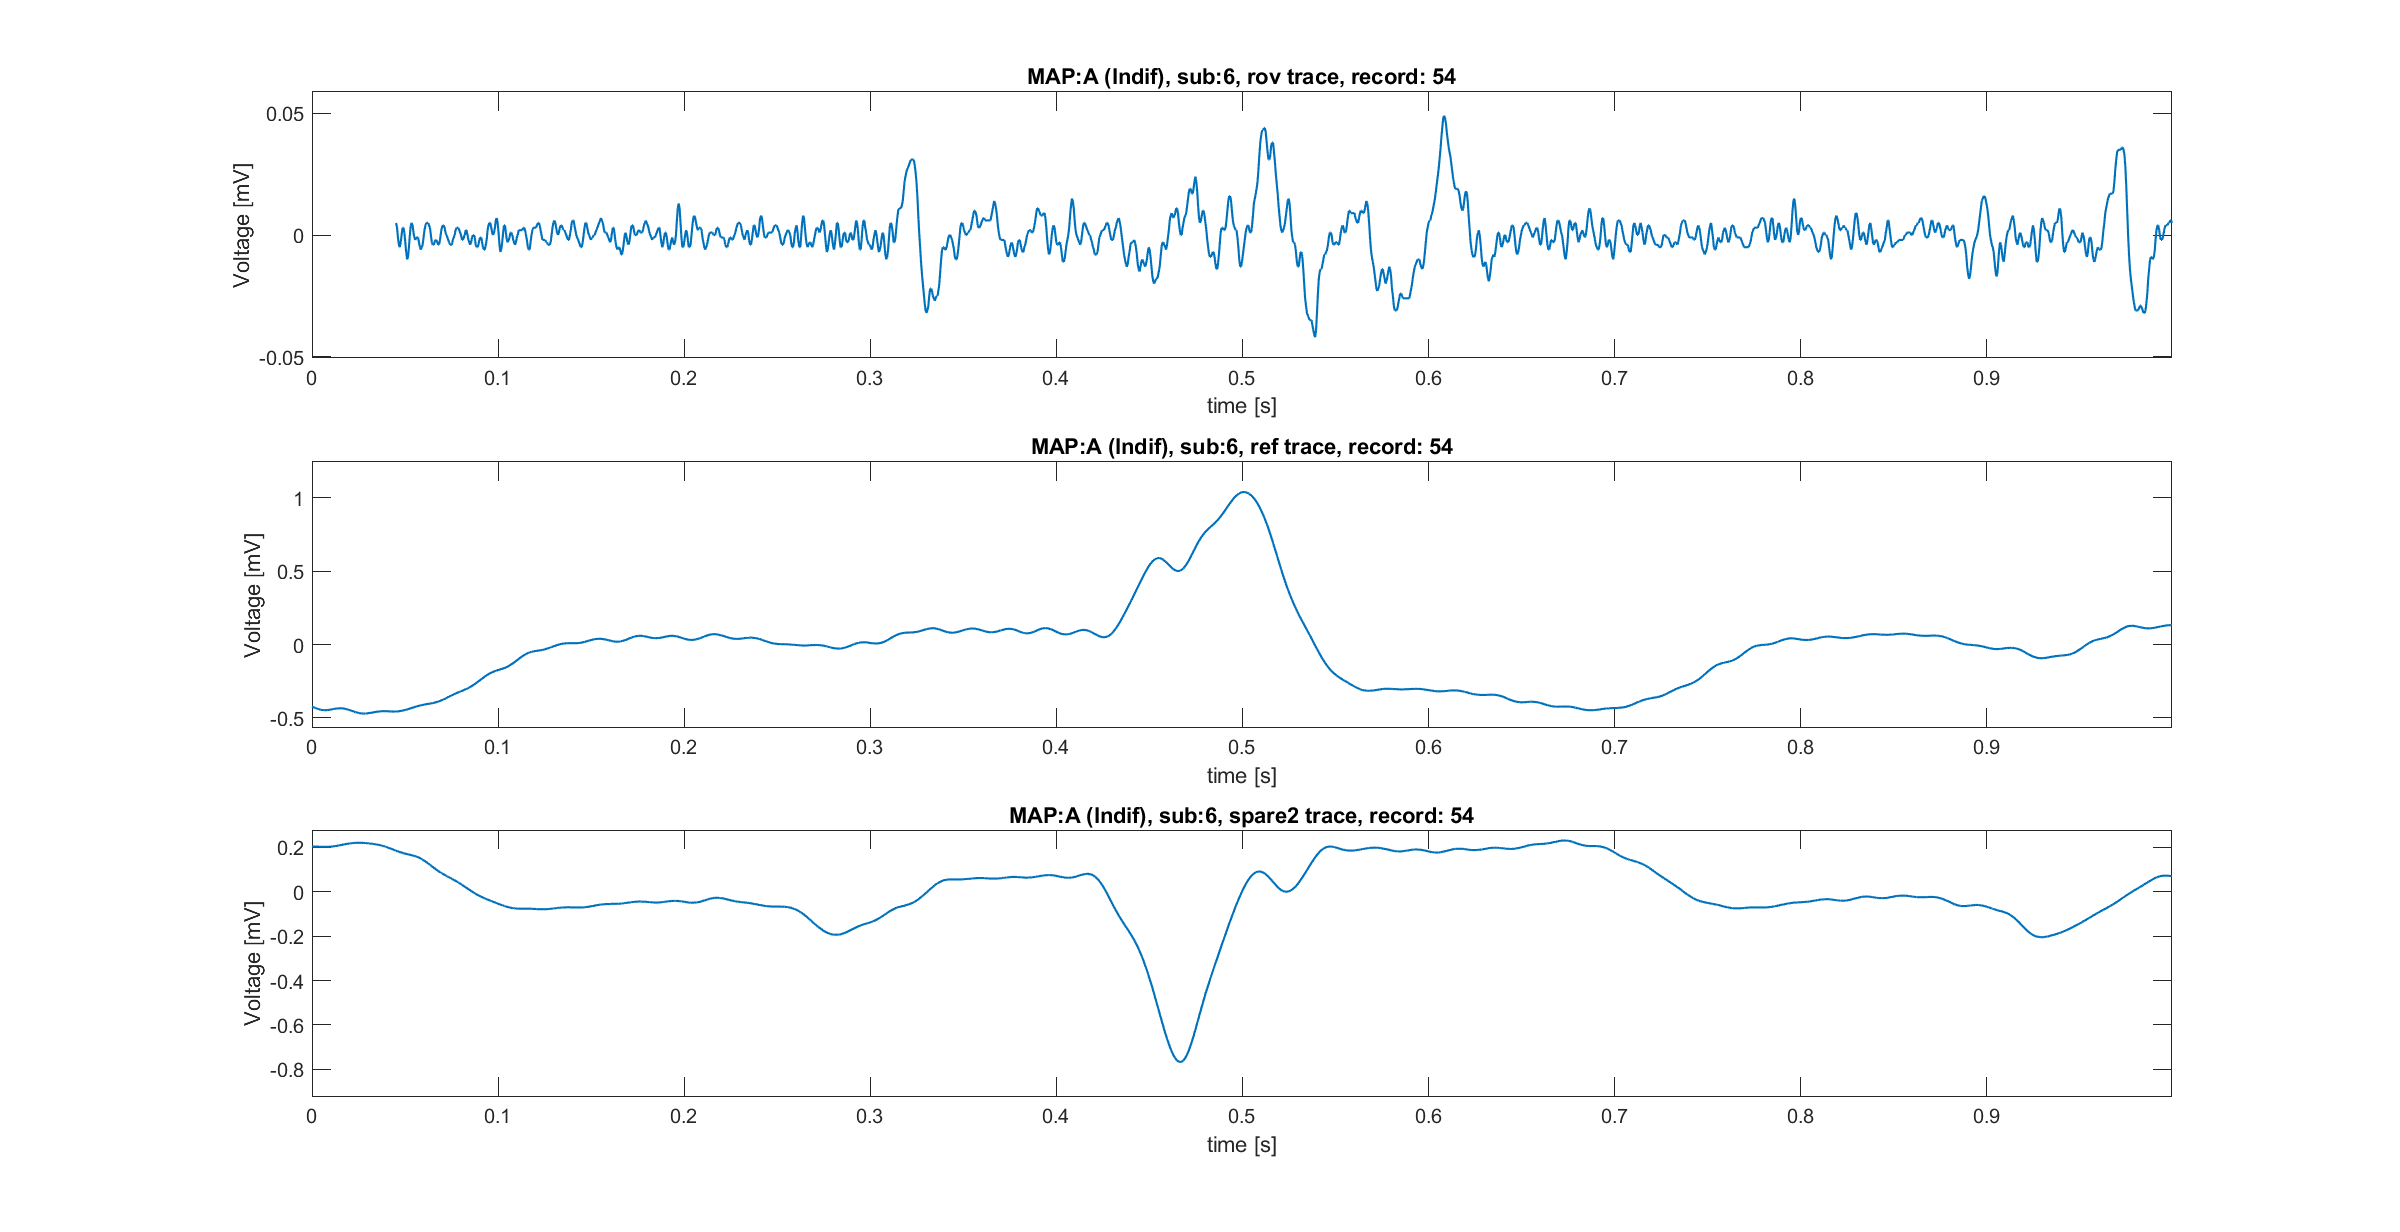 MAP:A (Indif), sub:6, rov trace, record: 54
Voltage [mV]
0.05
0
-0.05
0 0.1 0.2 0.3 0.4 0.5 0.6 0.7 0.8 0.9
time [s]
MAP:A (Indif), sub:6, ref trace, record: 54
Voltage [mV]
1
0.5
0
-0.5
0 0.1 0.2 0.3 0.4 0.5 0.6 0.7 0.8 0.9
time [s]
MAP:A (Indif), sub:6, spare2 trace, record: 54
Voltage [mV]
0.2
0
-0.2
-0.4
-0.6
-0.8
0 0.1 0.2 0.3 0.4 0.5 0.6 0.7 0.8 0.9
time [s]